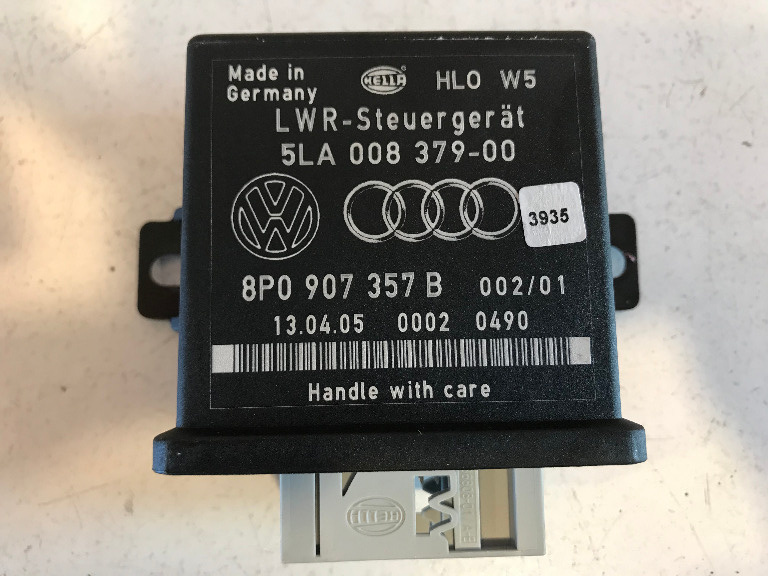 Made in HELLA HLO W5
Germany
LWR-Steuergerät
5LA 008 379-00
3935
8P0 907 357 B 002/01
13.04.05 0002 0490
Handle with care
HELLA